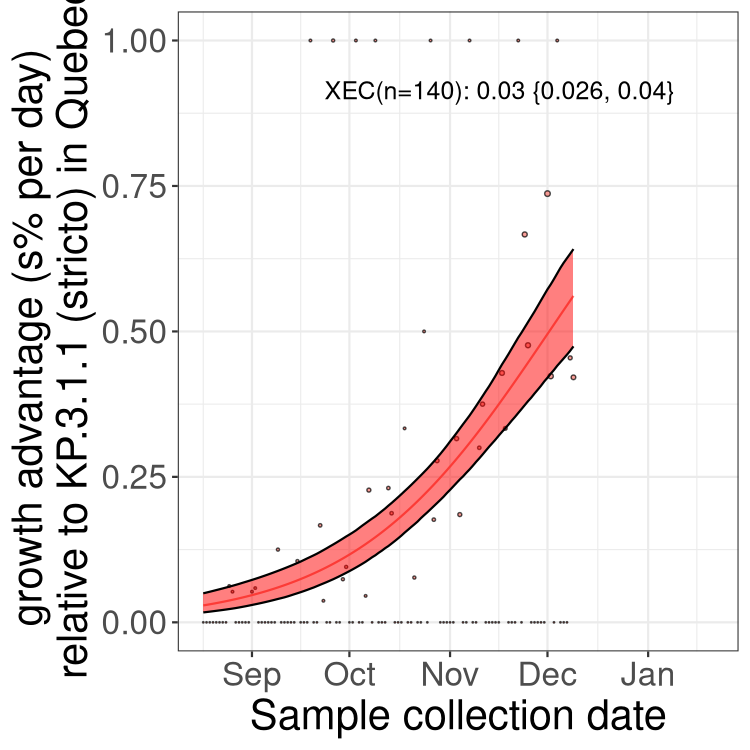 growth advantage (s% per day)
relative to KP.3.1.1 (stricto) in Quebec
1.00
0.75
0.50
0.25
0.00
XEC(n=140): 0.03 {0.026, 0.04}
Sep Oct Nov Dec Jan
Sample collection date